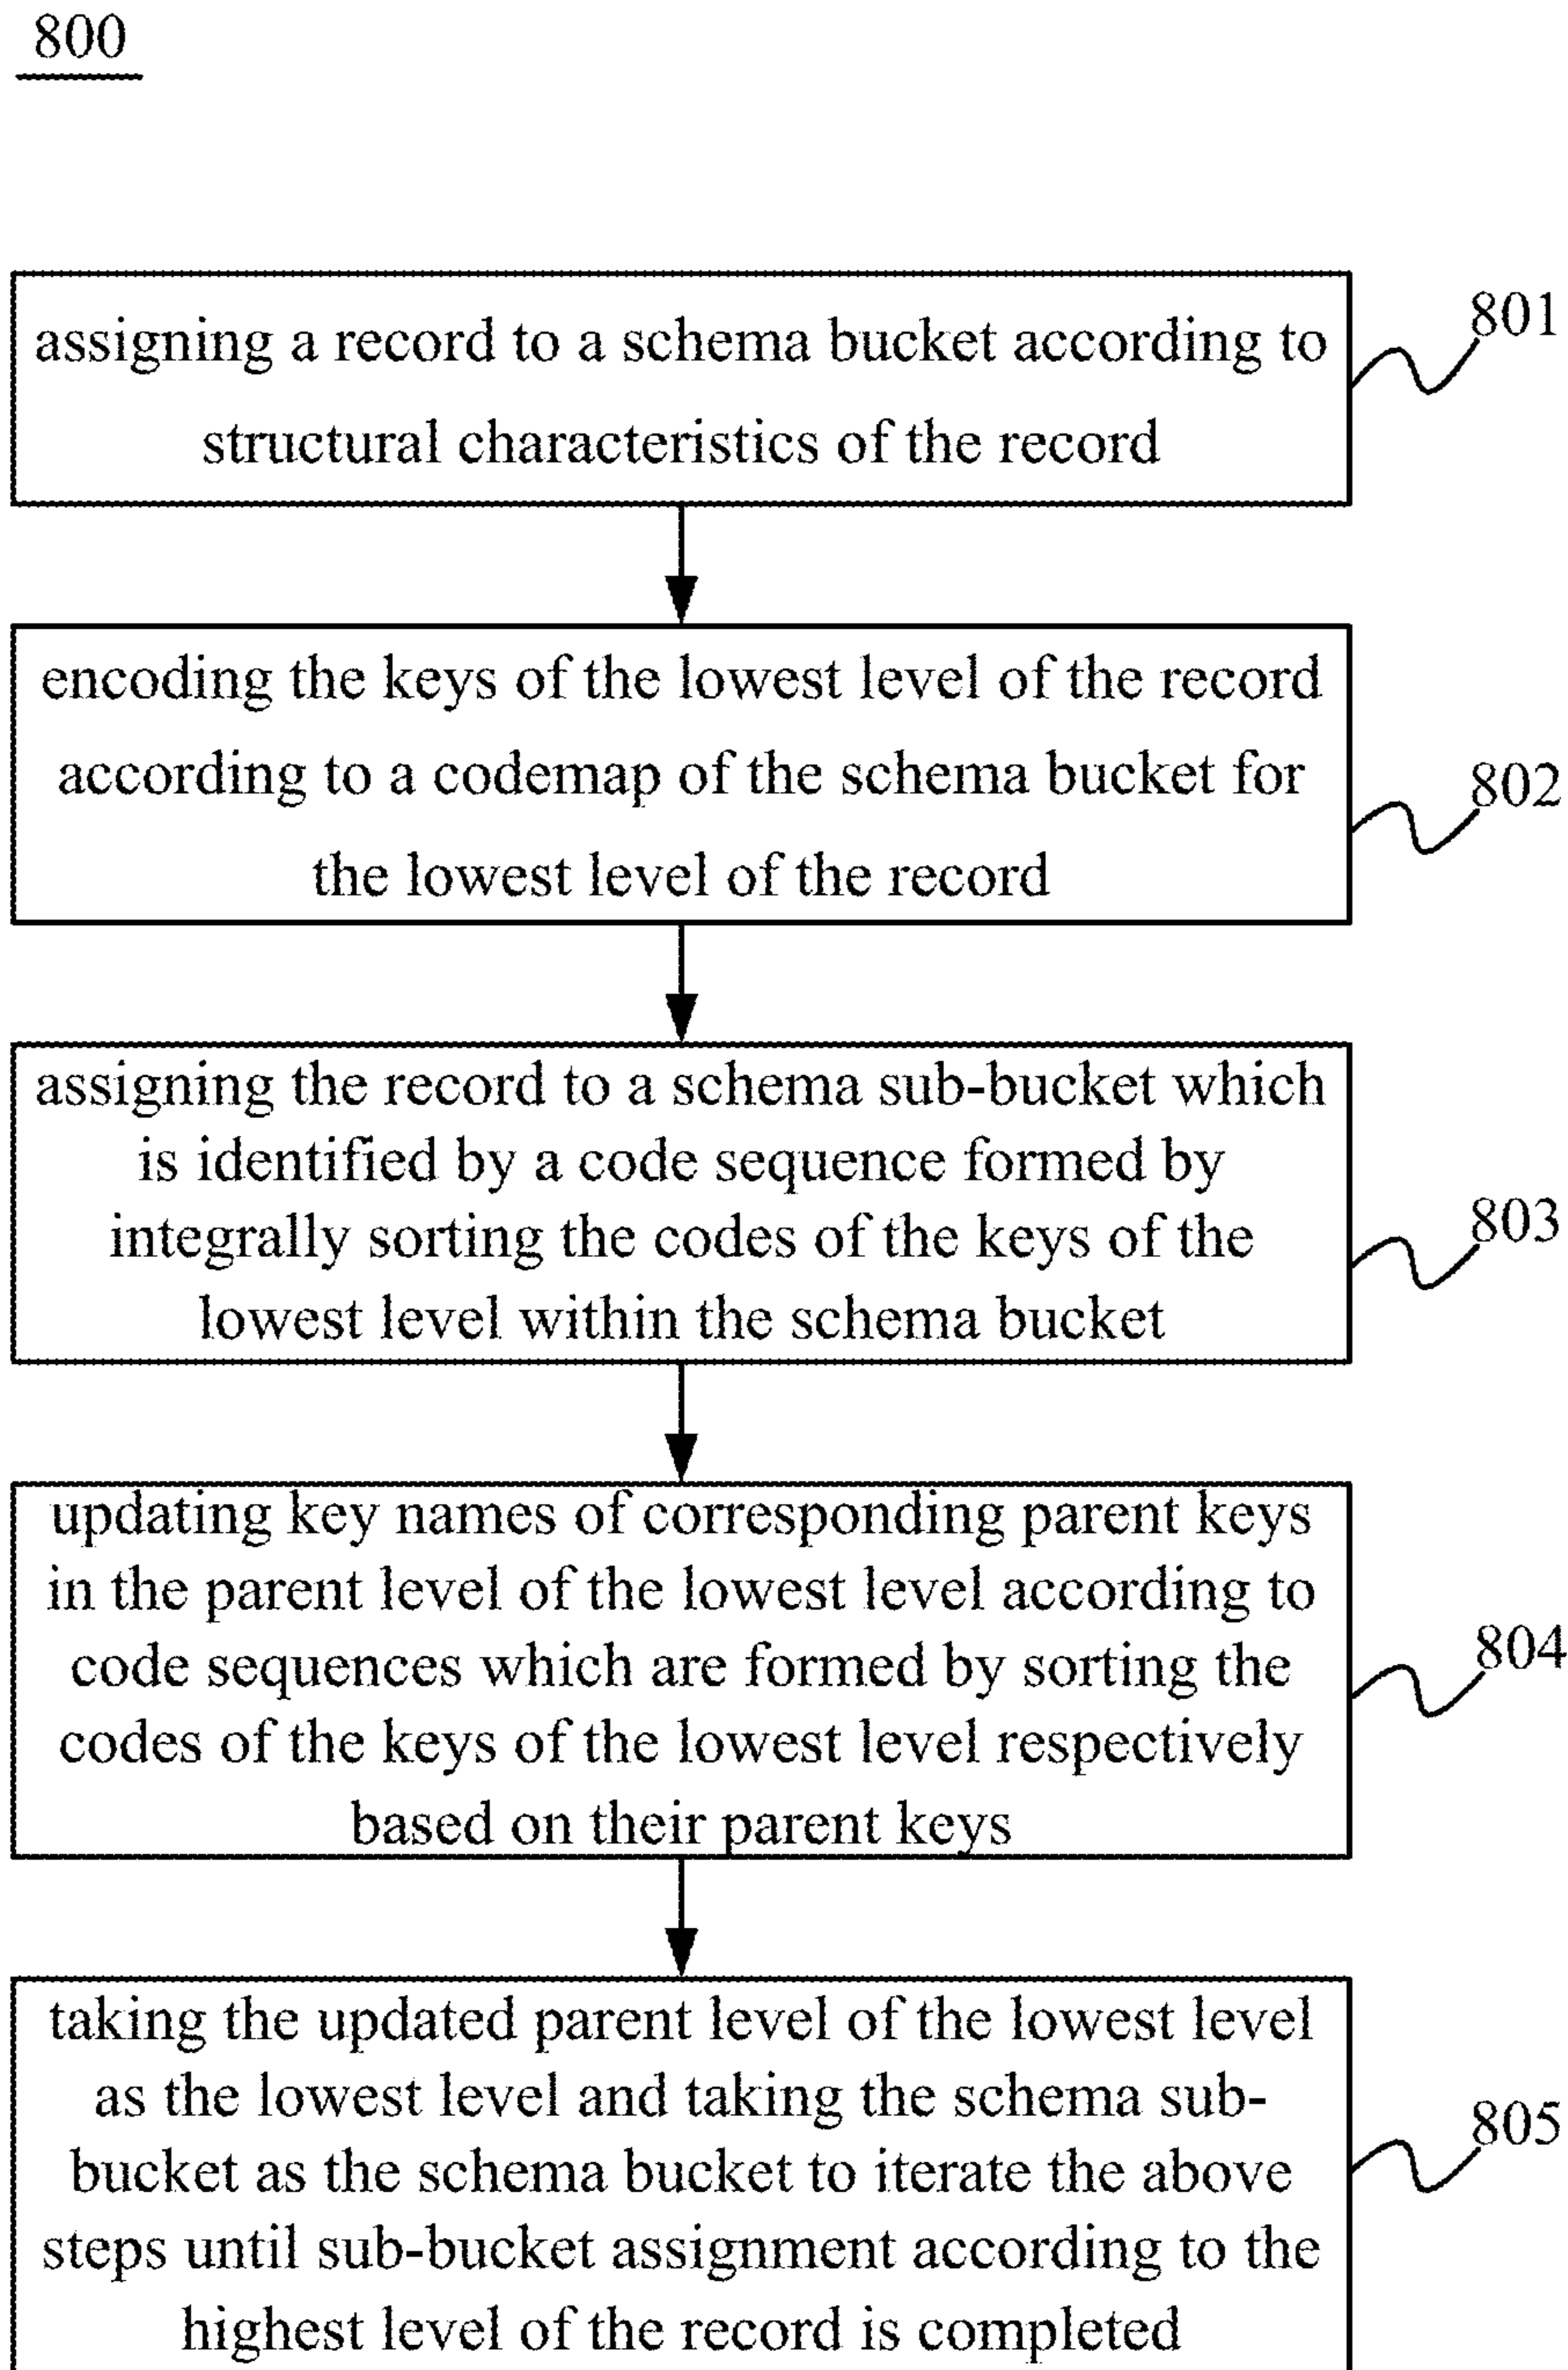 800
assigning a record to a schema bucket according to
structural characteristics of the record
801
encoding the keys of the lowest level of the record
according to a codemap of the schema bucket for
the lowest level of the record
802
assigning the record to a schema sub-bucket which
is identified by a code sequence formed by
integrally sorting the codes of the keys of the
lowest level within the schema bucket
803
updating key names of corresponding parent keys
in the parent level of the lowest level according to
code sequences which are formed by sorting the
codes of the keys of the lowest level respectively
based on their parent keys
804
taking the updated parent level of the lowest level
as the lowest level and taking the schema sub-
bucket as the schema bucket to iterate the above
steps until sub-bucket assignment according to the
highest level of the record is completed
805